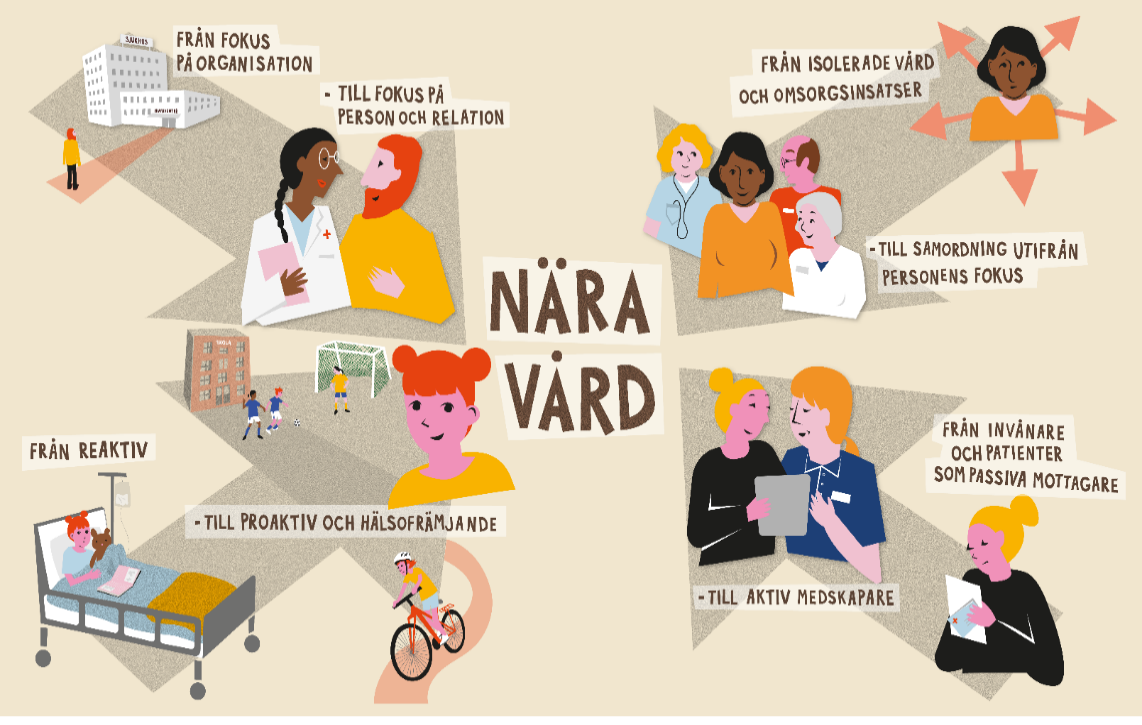 SJUKHUS
FRÅN FOKUS
PÅ ORGANISATION
- TILL FOKUS PÅ
PERSON OCH RELATION
FRÅN ISOLERADE VÅRD
OCH OMSORGSINSATSER
- TILL SAMORDNING UTIFRÅN
PERSONENS FOKUS
NÄRA
VÅRD
SKOLA
FRÅN REAKTIV
- TILL PROAKTIV OCH HÄLSOFRÄMJANDE
FRÅN INVÅNARE
OCH PATIENTER
SOM PASSIVA MOTTAGARE
- TILL AKTIV MEDSKAPARE